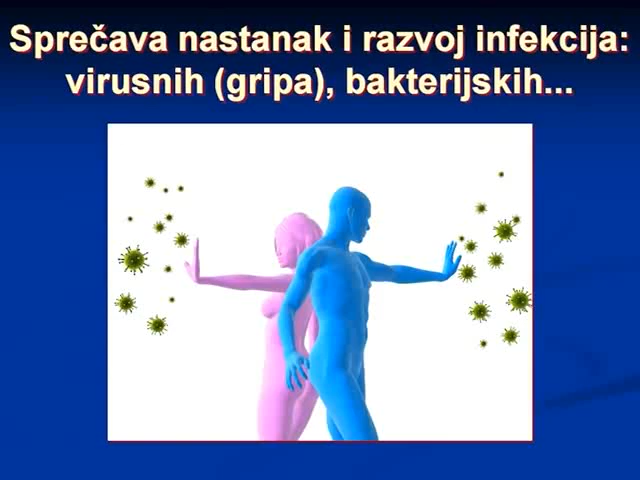 Sprečava nastanak i razvoj infekcija:
virusnih (gripa), bakterijskih...